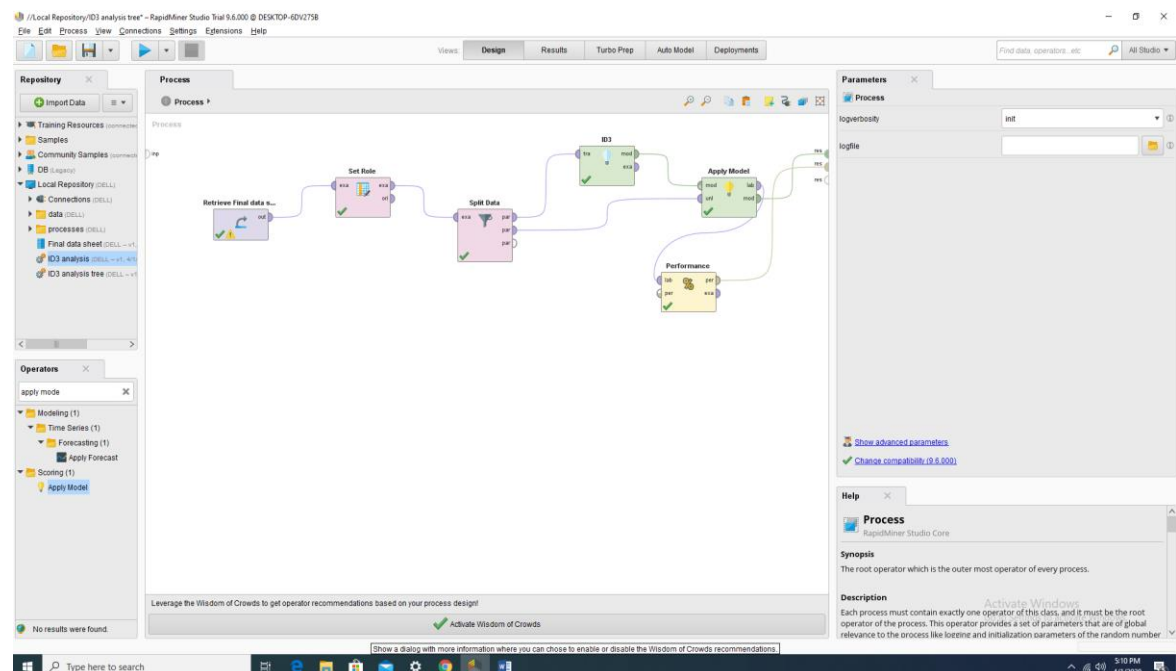 //Local Repository/ID3 analysis tree* – RapidMiner Studio Trial 9.6.000 @ DESKTOP-6DV275B
File Edit Process View Connections Settings Extensions Help
Views: Design Results Turbo Prep Auto Model Deployments
Find data, operators...etc
All Studio
Repository
Import Data
Training Resources (connected
Samples
Community Samples (connect
DB (Legacy)
Local Repository (DELL)
Connections (DELL)
data (DELL)
processes (DELL)
Final data sheet (DELL – v1,
ID3 analysis (DELL – v1, 4/1/
ID3 analysis tree (DELL – v1
Operators
apply mode
Modeling (1)
Time Series (1)
Forecasting (1)
Apply Forecast
Scoring (1)
Apply Model
No results were found.
Process
Process
Process
inp
Retrieve Final data s...
out
Set Role
exa exa
ori
Split Data
exa par
par
par
ID3
tra mod
exa
Apply Model
mod lab
unl mod
Performance
lab per
per exa
res
res
res
Leverage the Wisdom of Crowds to get operator recommendations based on your process design!
Activate Wisdom of Crowds
Show a dialog with more information where you can chose to enable or disable the Wisdom of Crowds recommendations.
Parameters
Process
logverbosity init
logfile
Show advanced parameters
Change compatibility (9.6.000)
Help
Process
RapidMiner Studio Core
Synopsis
The root operator which is the outer most operator of every process.
Description
Each process must contain exactly one operator of this class, and it must be the root
operator of the process. This operator provides a set of parameters that are of global
relevance to the process like logging and initialization parameters of the random number
Activate Windows
Type here to search
5:10 PM